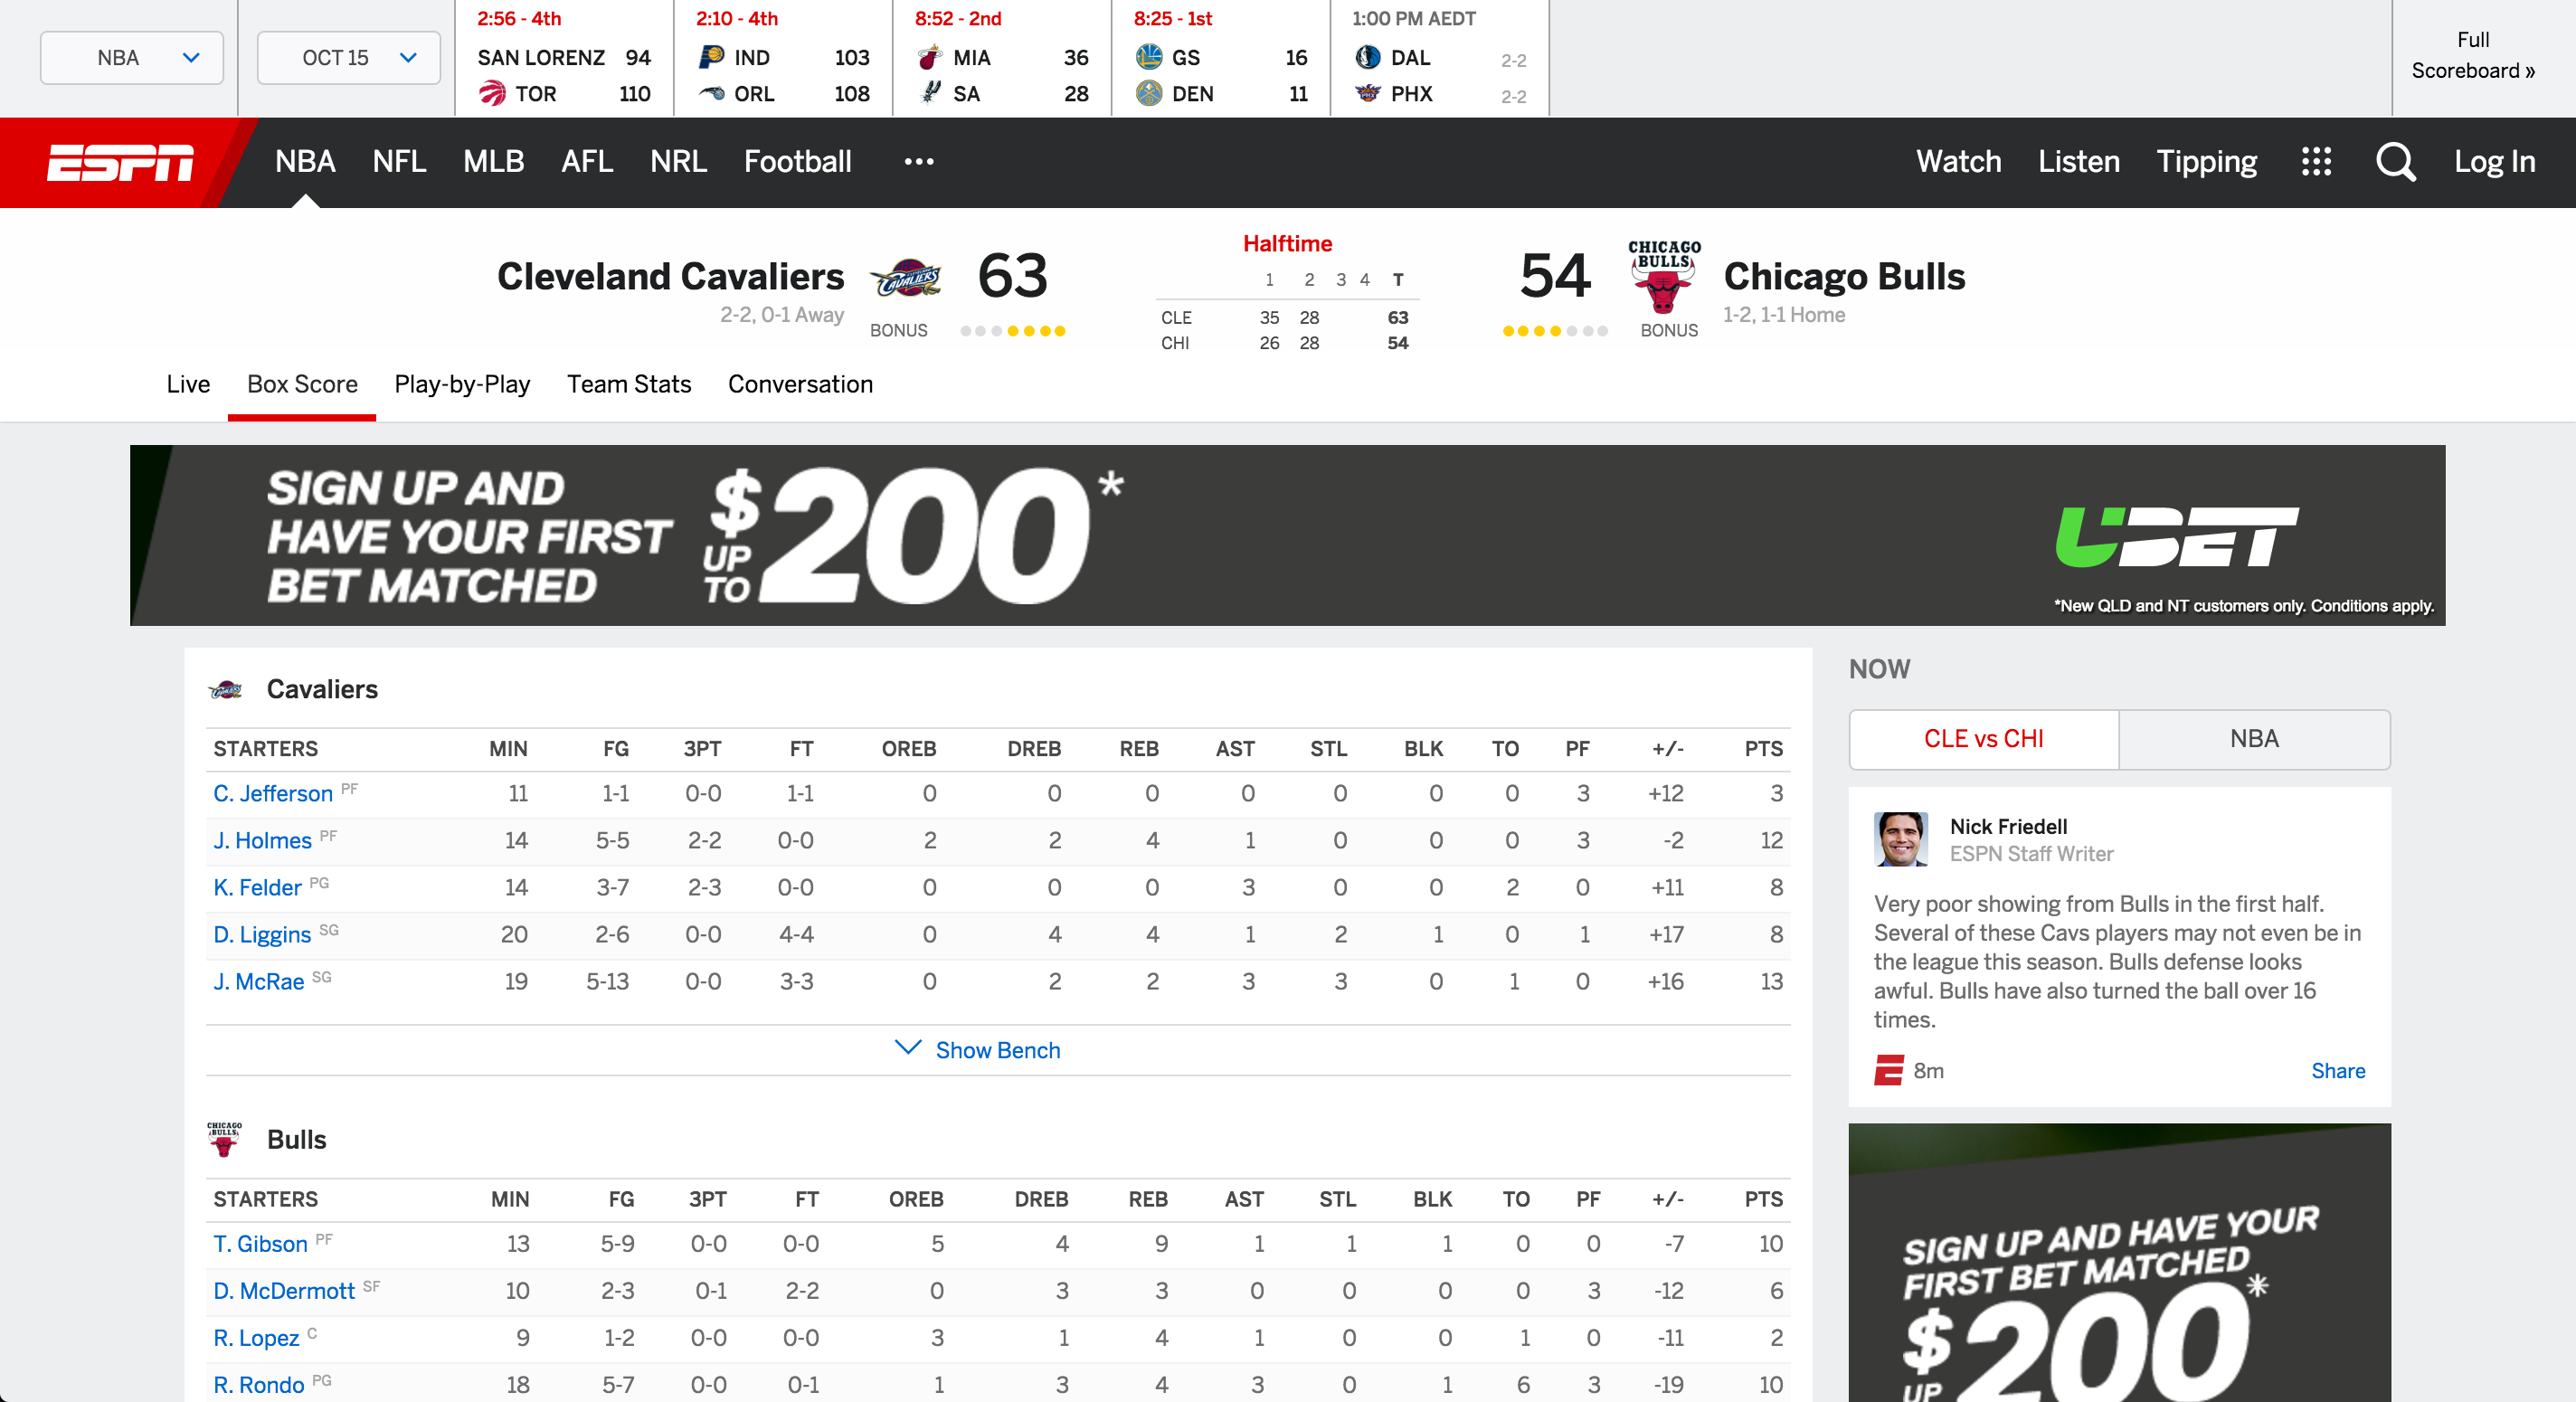 NBA
OCT 15
2:56 - 4th
SAN LORENZ 94
TOR 110
2:10 - 4th
IND 103
ORL 108
8:52 - 2nd
MIA 36
SA 28
8:25 - 1st
GS 16
DEN 11
1:00 PM AEDT
DAL 2-2
PHX 2-2
Full
Scoreboard »
ESPN
NBA NFL MLB AFL NRL Football ••• Watch Listen Tipping Log In
Cleveland Cavaliers
2-2, 0-1 Away
CAVALIERS
63
BONUS
Halftime
1 2 3 4 T
CLE 35 28 63
CHI 26 28 54
54
BONUS
CHICAGO
BULLS
Chicago Bulls
1-2, 1-1 Home
Live Box Score Play-by-Play Team Stats Conversation
SIGN UP AND
HAVE YOUR FIRST
BET MATCHED
UP
TO
$200*
UBET
*New QLD and NT customers only. Conditions apply.
Cavaliers
STARTERS MIN FG 3PT FT OREB DREB REB AST STL BLK TO PF +/- PTS
C. Jefferson PF 11 1-1 0-0 1-1 0 0 0 0 0 0 0 3 +12 3
J. Holmes PF 14 5-5 2-2 0-0 2 2 4 1 0 0 0 3 -2 12
K. Felder PG 14 3-7 2-3 0-0 0 0 0 3 0 0 2 0 +11 8
D. Liggins SG 20 2-6 0-0 4-4 0 4 4 1 2 1 0 1 +17 8
J. McRae SG 19 5-13 0-0 3-3 0 2 2 3 3 0 1 0 +16 13
Show Bench
CHICAGO
BULLS
Bulls
STARTERS MIN FG 3PT FT OREB DREB REB AST STL BLK TO PF +/- PTS
T. Gibson PF 13 5-9 0-0 0-0 5 4 9 1 1 1 0 0 -7 10
D. McDermott SF 10 2-3 0-1 2-2 0 3 3 0 0 0 0 3 -12 6
R. Lopez C 9 1-2 0-0 0-0 3 1 4 1 0 0 1 0 -11 2
R. Rondo PG 18 5-7 0-0 0-1 1 3 4 3 0 1 6 3 -19 10
NOW
CLE vs CHI NBA
Nick Friedell
ESPN Staff Writer
Very poor showing from Bulls in the first half.
Several of these Cavs players may not even be in
the league this season. Bulls defense looks
awful. Bulls have also turned the ball over 16
times.
8m Share
SIGN UP AND HAVE YOUR
FIRST BET MATCHED
$200*
UP